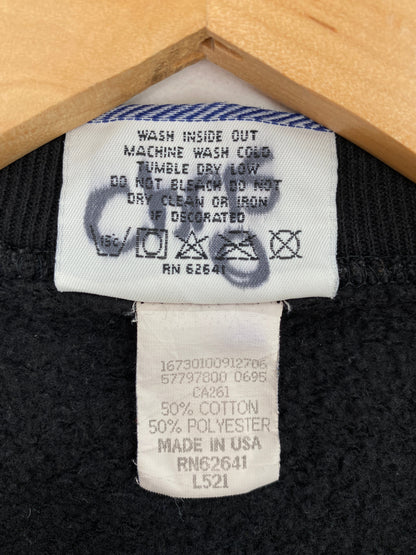 WASH INSIDE OUT
MACHINE WASH COLD
TUMBLE DRY LOW
DO NOT BLEACH DO NOT
DRY CLEAN OR IRON
IF DECORATED
RN 62641
16730100912706
57797800 0695
CA261
50% COTTON
50% POLYESTER
MADE IN USA
RN62641
L521